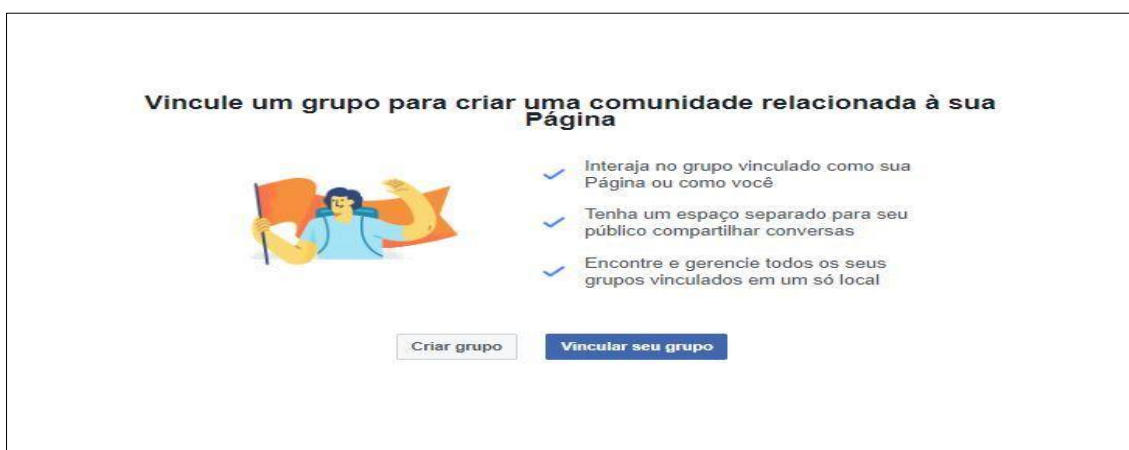 Vincule um grupo para criar uma comunidade relacionada à sua
Página
Interaja no grupo vinculado como sua
Página ou como você
Tenha um espaço separado para seu
público compartilhar conversas
Encontre e gerencie todos os seus
grupos vinculados em um só local
Criar grupo
Vincular seu grupo